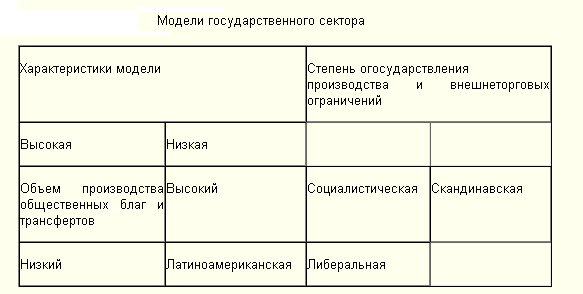 Модели государственного сектора
Характеристики модели
Степень огосударствления
производства и внешнеторговых
ограничений
Высокая
Низкая
Объем производства
общественных благ и
трансфертов
Высокий
Социалистическая
Скандинавская
Низкий
Латиноамериканская
Либеральная